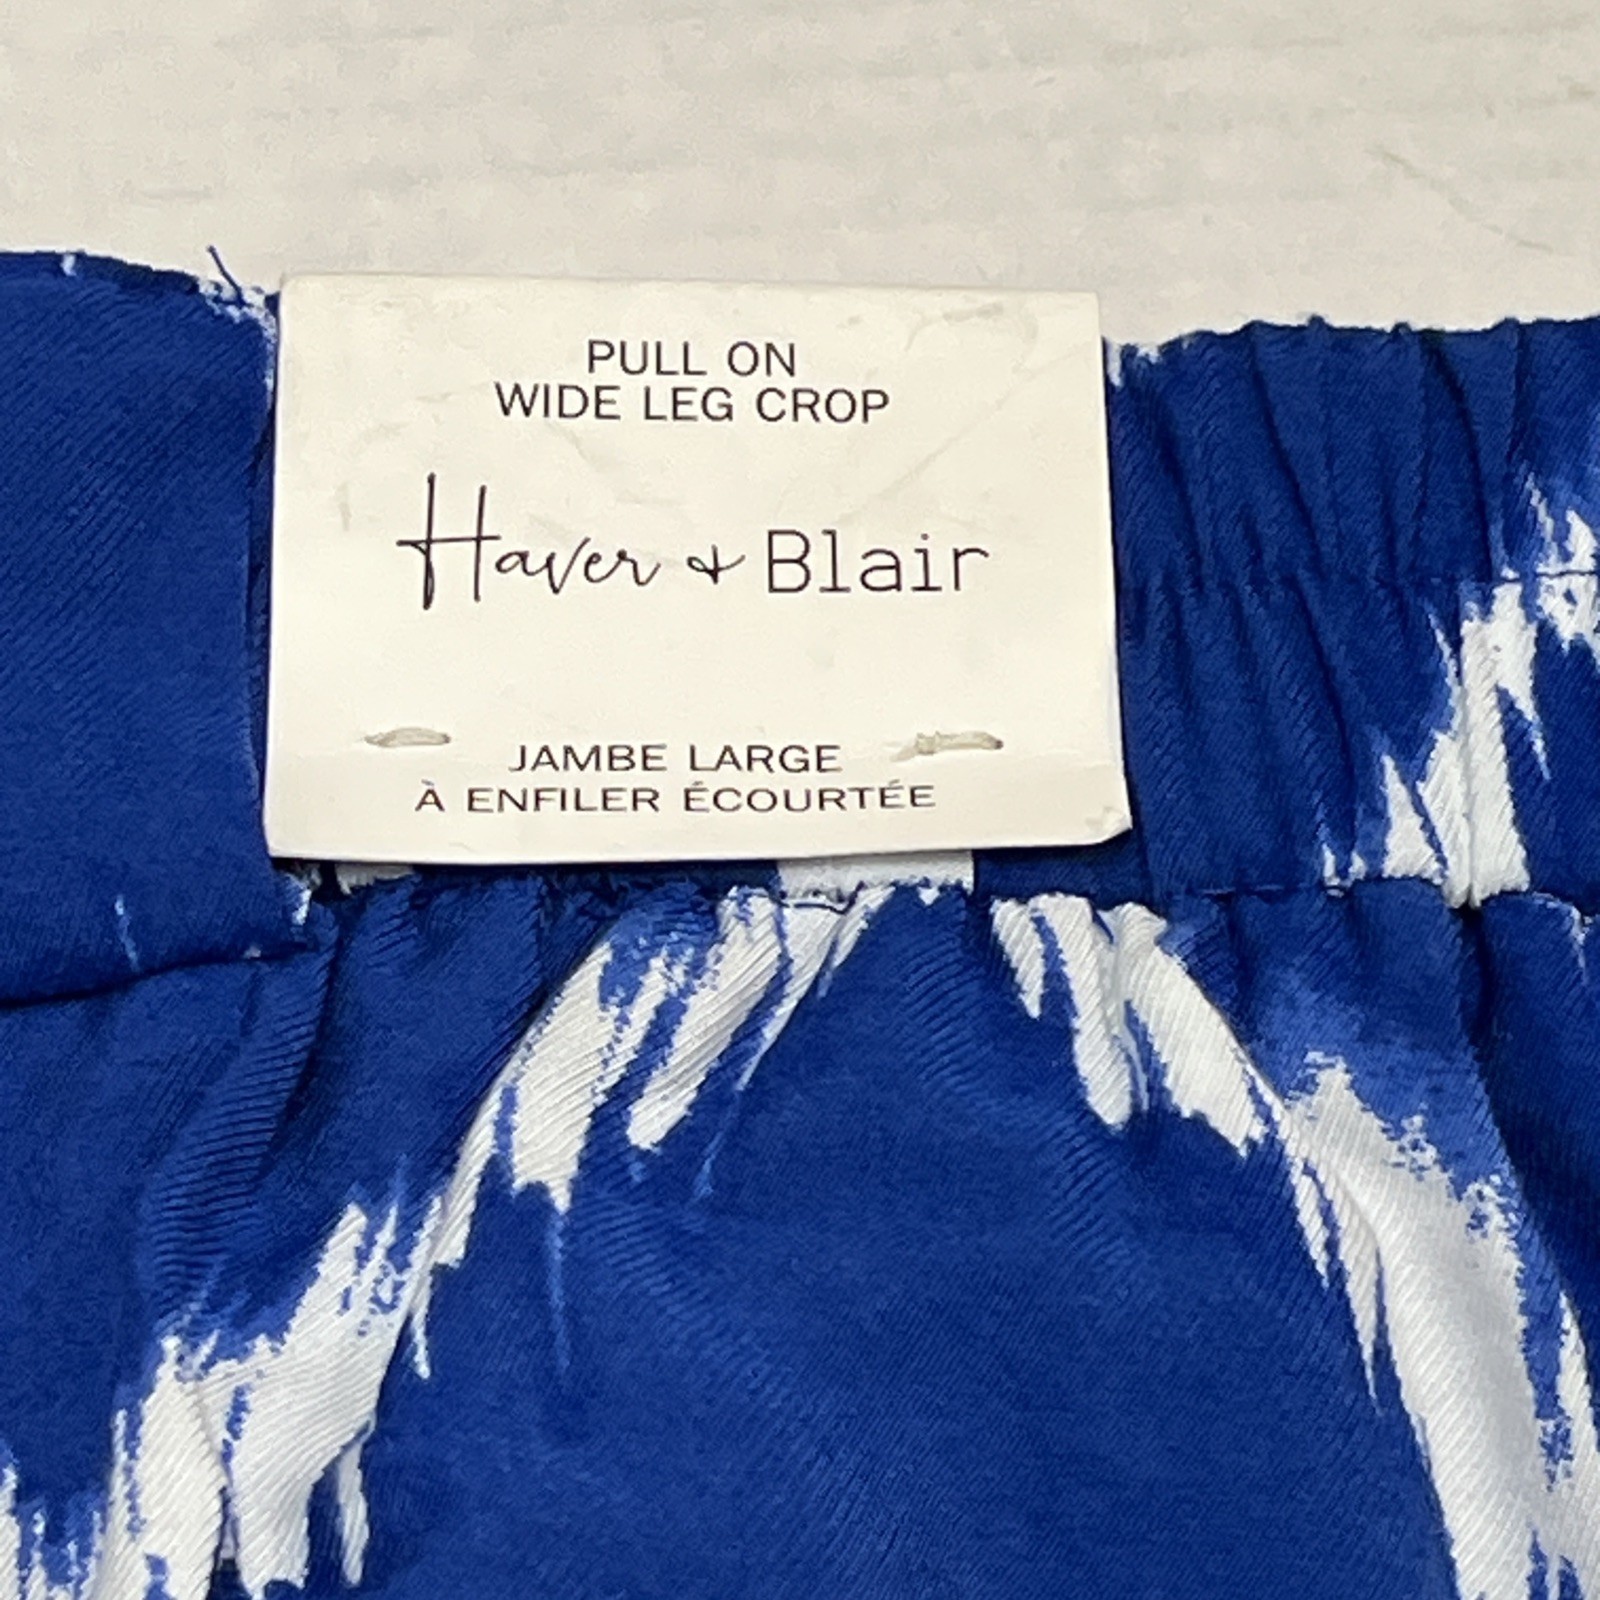 PULL ON
WIDE LEG CROP
Haver + Blair
JAMBE LARGE
À ENFILER ÉCOURTÉE